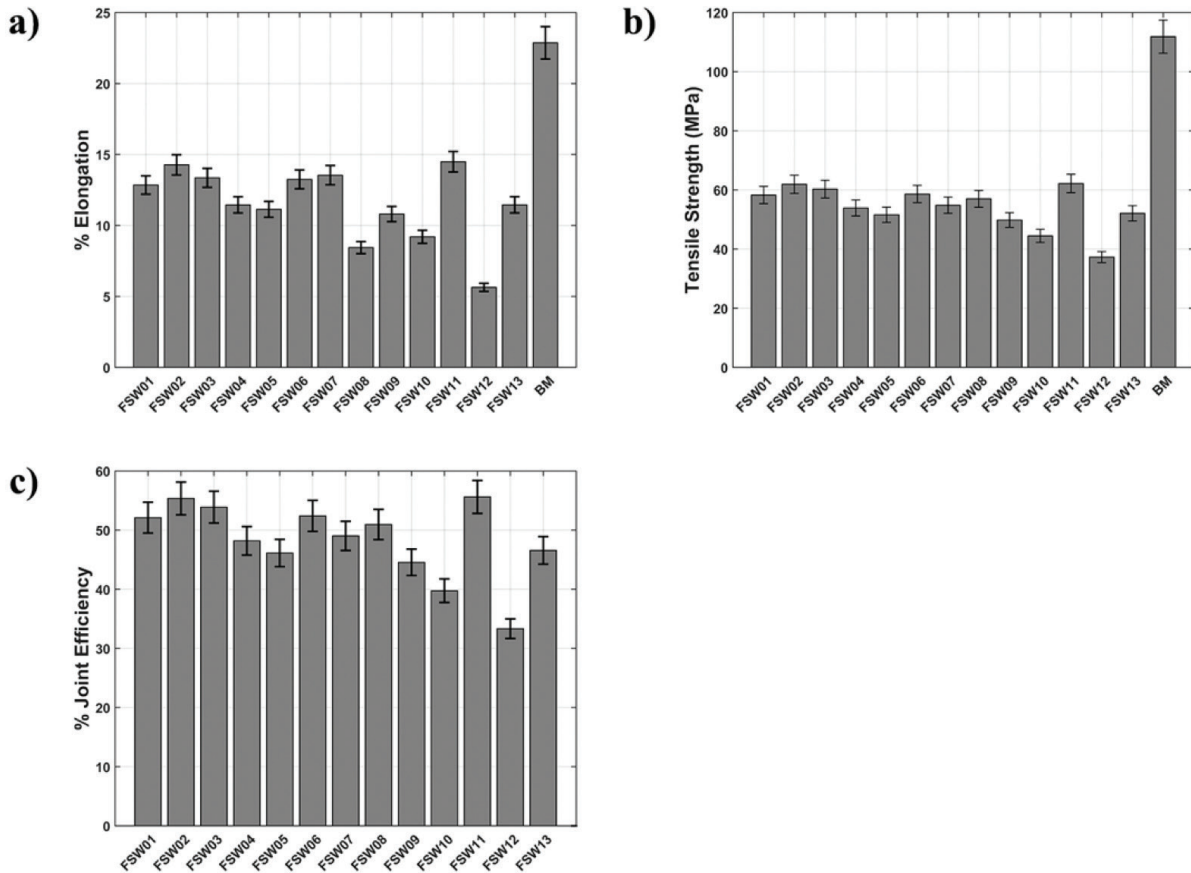 a)
% Elongation
25
20
15
10
5
0
FSW01
FSW02
FSW03
FSW04
FSW05
FSW06
FSW07
FSW08
FSW09
FSW10
FSW11
FSW12
FSW13
BM
b)
Tensile Strength (MPa)
120
100
80
60
40
20
0
FSW01
FSW02
FSW03
FSW04
FSW05
FSW06
FSW07
FSW08
FSW09
FSW10
FSW11
FSW12
FSW13
BM
c)
% Joint Efficiency
60
50
40
30
20
10
0
FSW01
FSW02
FSW03
FSW04
FSW05
FSW06
FSW07
FSW08
FSW09
FSW10
FSW11
FSW12
FSW13